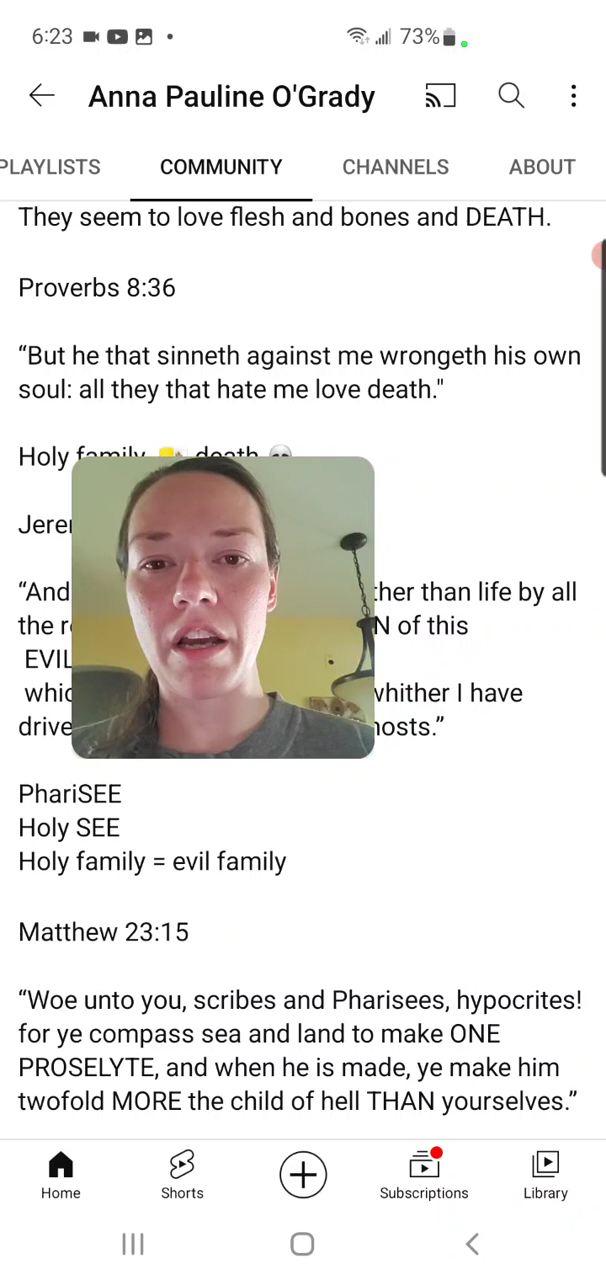 6:23 73%
Anna Pauline O'Grady
PLAYLISTS COMMUNITY CHANNELS ABOUT
They seem to love flesh and bones and DEATH.
Proverbs 8:36
“But he that sinneth against me wrongeth his own
soul: all they that hate me love death."
Holy family death
“And ther than life by all
the N of this
EVIL
whither I have
drive hosts.”
PhariSEE
Holy SEE
Holy family = evil family
Matthew 23:15
“Woe unto you, scribes and Pharisees, hypocrites!
for ye compass sea and land to make ONE
PROSELYTE, and when he is made, ye make him
twofold MORE the child of hell THAN yourselves.”
Home Shorts Subscriptions Library